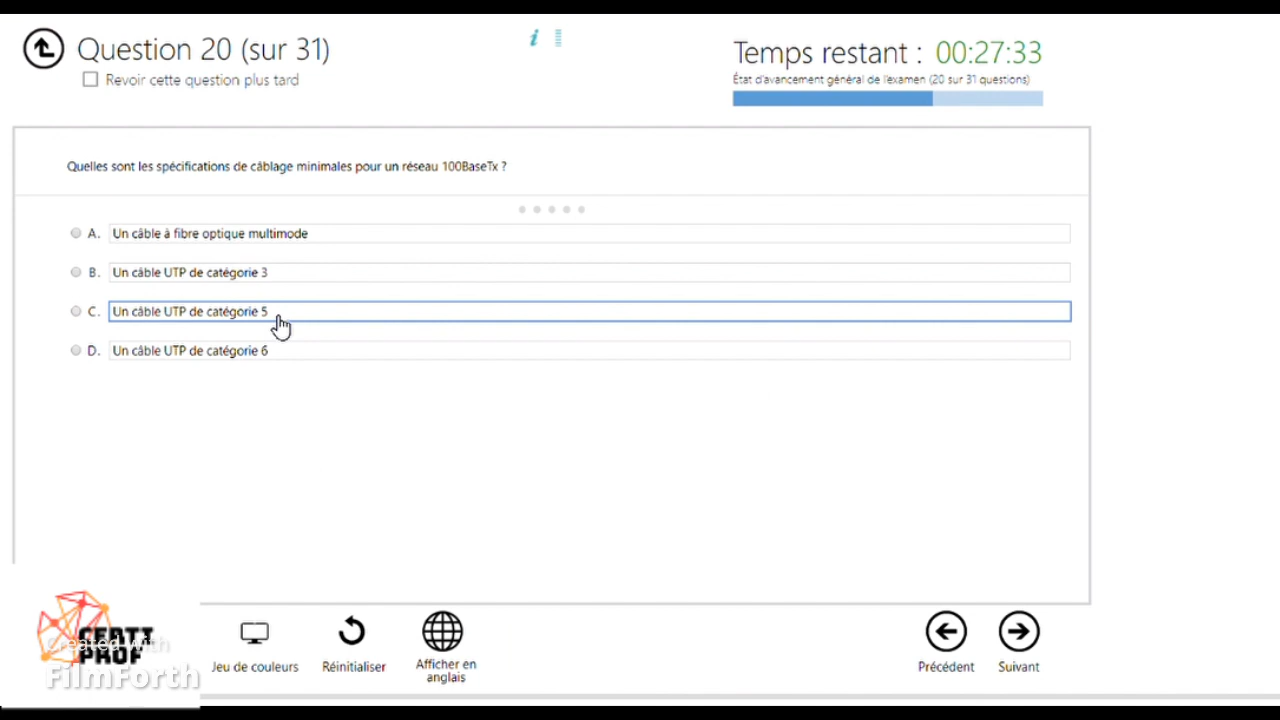 Question 20 (sur 31)
Revoir cette question plus tard
i
Temps restant : 00:27:33
État d'avancement général de l'examen (20 sur 31 questions)
Quelles sont les spécifications de câblage minimales pour un réseau 100BaseTx ?
A. Un câble à fibre optique multimode
B. Un câble UTP de catégorie 3
C. Un câble UTP de catégorie 5
D. Un câble UTP de catégorie 6
CERTI
PROF
Created with
FilmForth
Jeu de couleurs
Réinitialiser
Afficher en
anglais
Précédent
Suivant